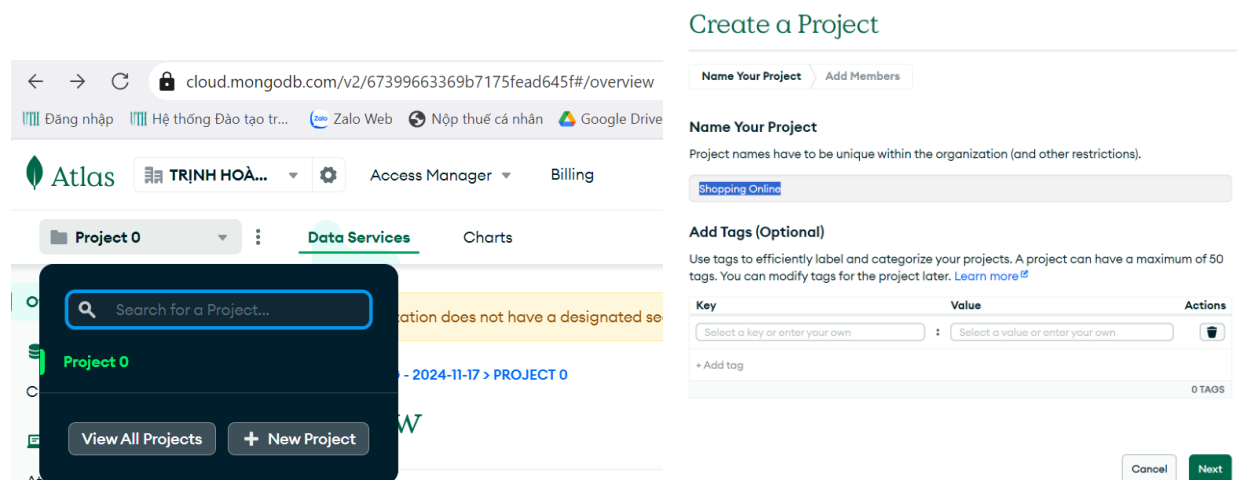 cloud.mongodb.com/v2/67399663369b7175fead645f#/overview
Đăng nhập Hệ thống Đào tạo tr... Zalo Zalo Web Nộp thuế cá nhân Google Drive
Atlas TRỊNH HOÀ... Access Manager Billing
Project 0 Data Services Charts
Search for a Project...
Project 0
View All Projects + New Project
ation does not have a designated se
- 2024-11-17 > PROJECT 0
Create a Project
Name Your Project Add Members
Name Your Project
Project names have to be unique within the organization (and other restrictions).
Shopping Online
Add Tags (Optional)
Use tags to efficiently label and categorize your projects. A project can have a maximum of 50
tags. You can modify tags for the project later. Learn more
Key Value Actions
Select a key or enter your own : Select a value or enter your own
+ Add tag
0 TAGS
Cancel Next